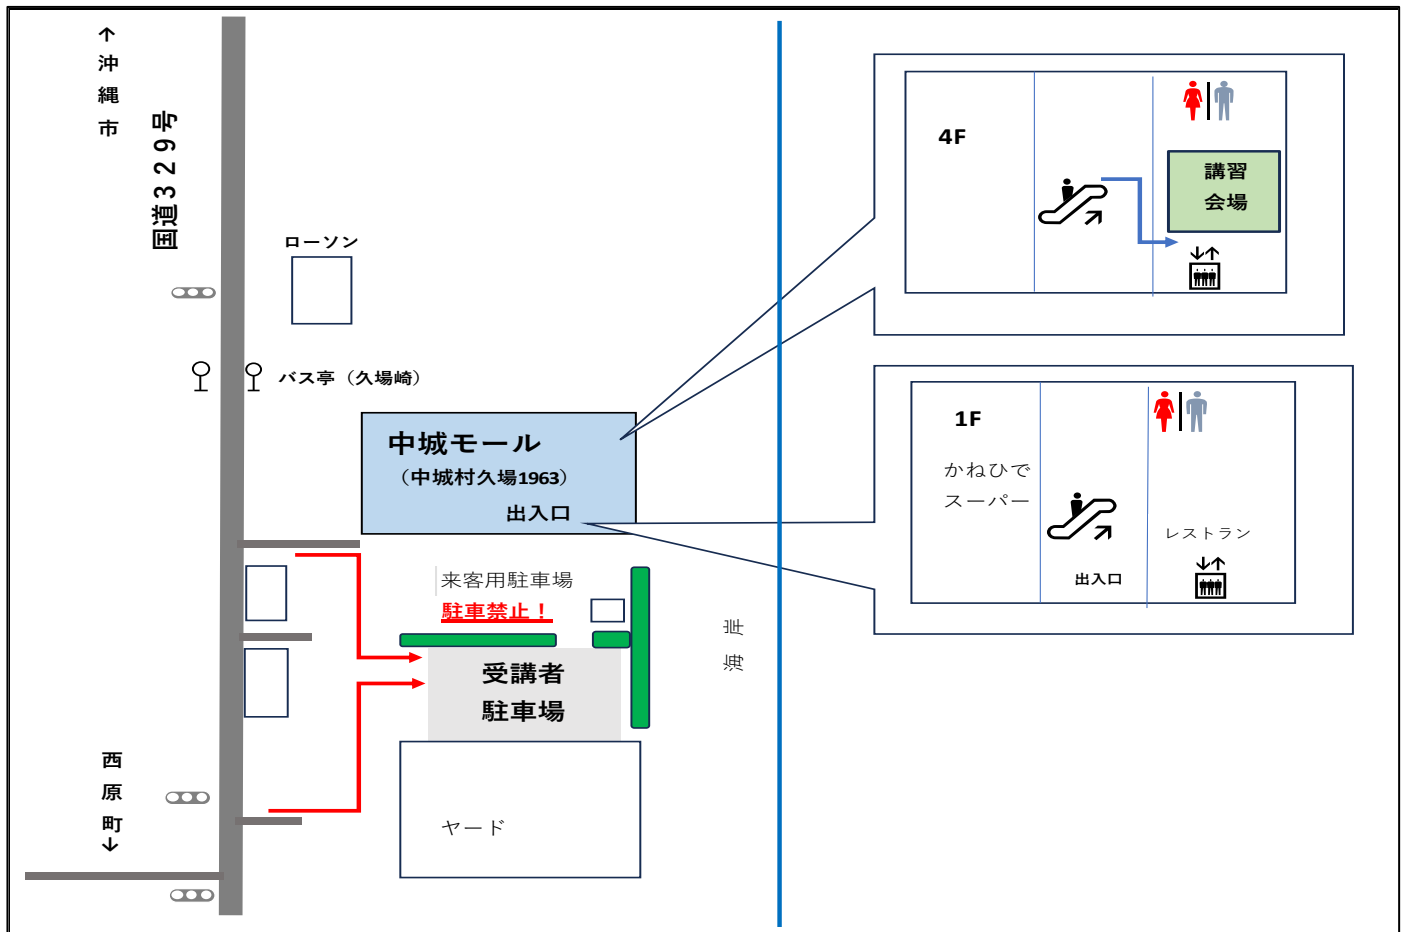 ↑沖縄市
国道３２９号
ローソン
バス亭（久場崎）
中城モール
（中城村久場1963）
出入口
来客用駐車場
駐車禁止！
受講者
駐車場
ヤード
西原町↓
海岸
4F
講習
会場
1F
かねひで
スーパー
レストラン
出入口